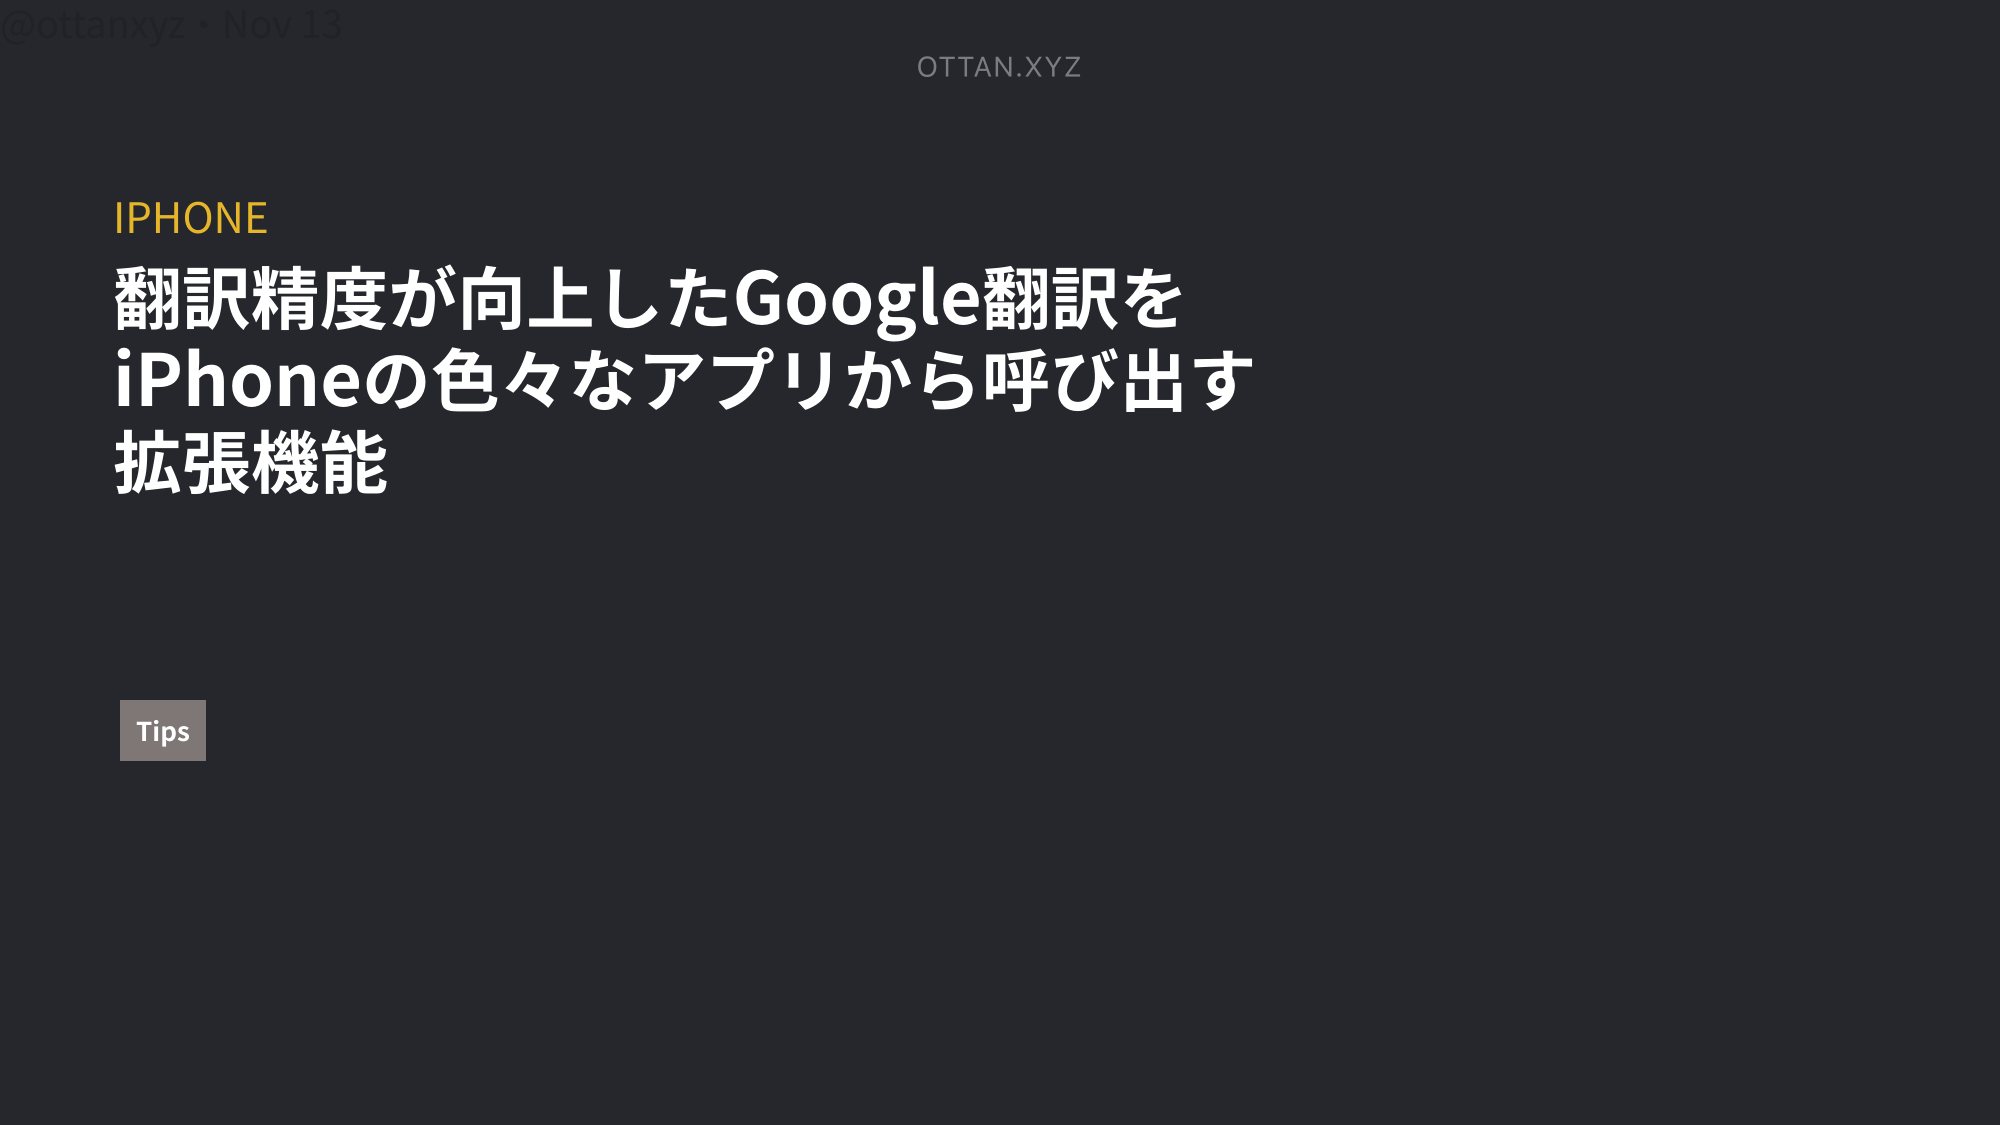 @ottanxyz・Nov 13
OTTAN.XYZ
IPHONE
翻訳精度が向上したGoogle翻訳を
iPhoneの色々なアプリから呼び出す
拡張機能
Tips